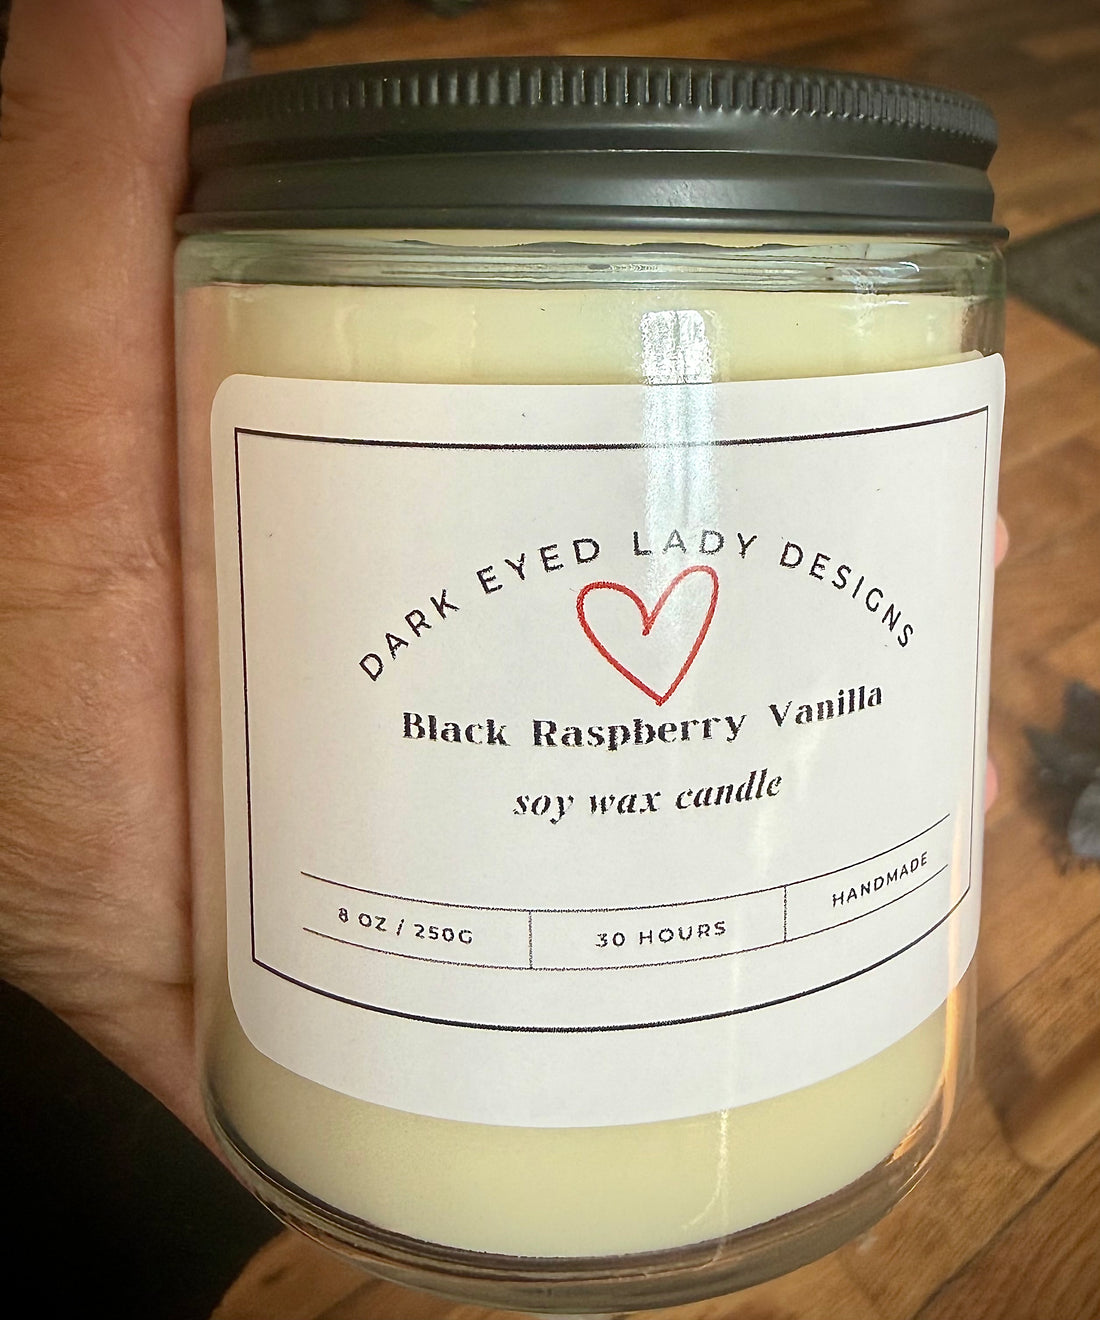 DARK EYED LADY DESIGNS
Black Raspberry Vanilla
soy wax candle
8 OZ / 250G
30 HOURS
HANDMADE